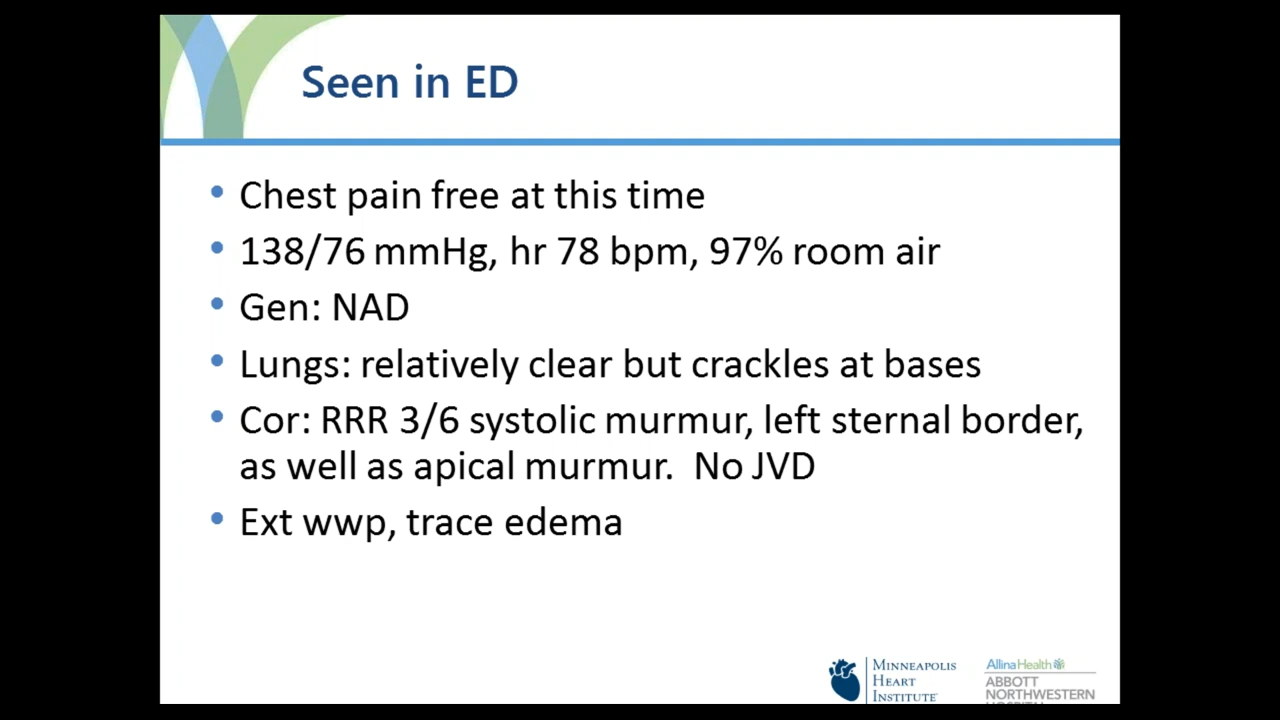 Seen in ED
• Chest pain free at this time
• 138/76 mmHg, hr 78 bpm, 97% room air
• Gen: NAD
• Lungs: relatively clear but crackles at bases
• Cor: RRR 3/6 systolic murmur, left sternal border,
as well as apical murmur.  No JVD
• Ext wwp, trace edema
MINNEAPOLIS
HEART
INSTITUTE
Allina Health
ABBOTT
NORTHWESTERN
HOSPITAL